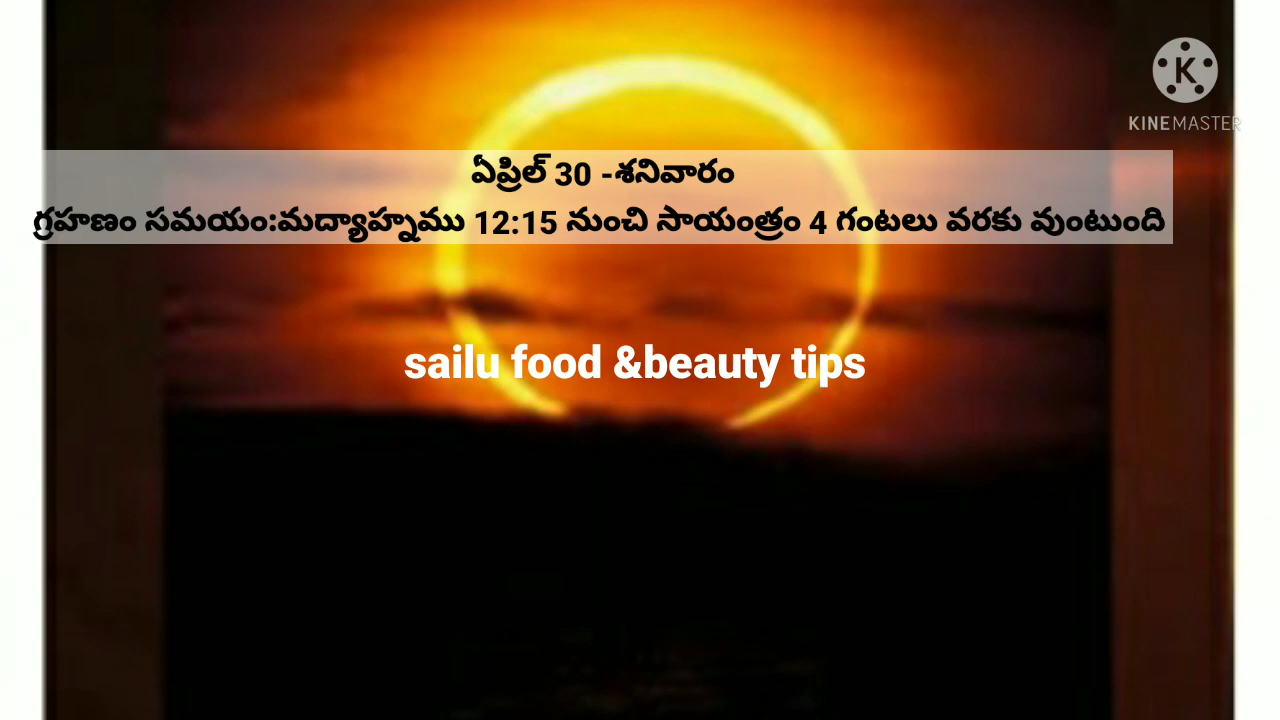 KINEMASTER
ఏప్రిల్ 30 -శనివారం
గ్రహణం సమయం:మద్యాహ్నము 12:15 నుంచి సాయంత్రం 4 గంటలు వరకు వుంటుంది
sailu food &beauty tips